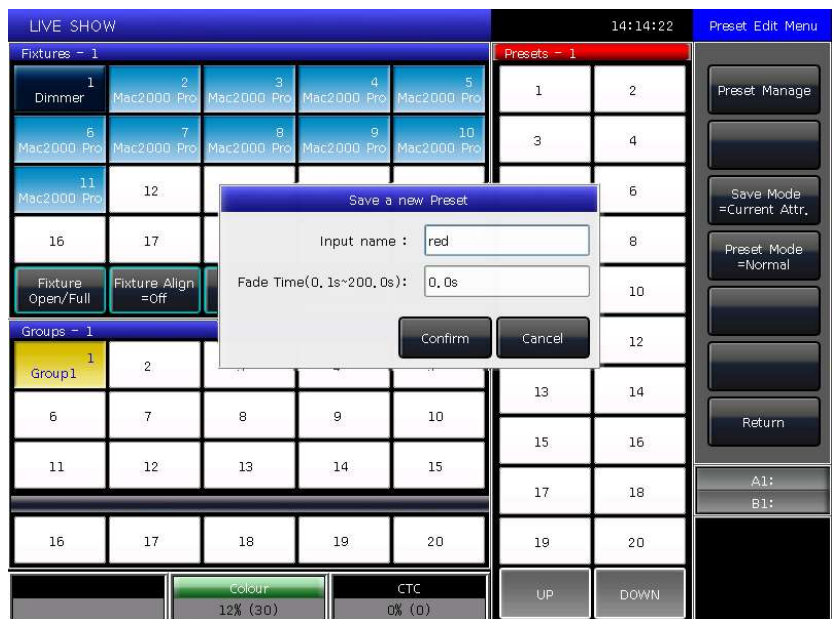 LIVE SHOW
14:14:22
Preset Edit Menu
Fixtures - 1
1 Dimmer
2 Mac2000 Pro
3 Mac2000 Pro
4 Mac2000 Pro
5 Mac2000 Pro
6 Mac2000 Pro
7 Mac2000 Pro
8 Mac2000 Pro
9 Mac2000 Pro
10 Mac2000 Pro
11 Mac2000 Pro
12
16
17
Fixture Open/Full
Fixture Align =Off
Save a new Preset
Input name :
red
Fade Time(0.1s~200.0s):
0.0s
Confirm
Cancel
Groups - 1
1 Group1
2
6
7
8
9
10
11
12
13
14
15
16
17
18
19
20
Colour
12% (30)
CTC
0% (0)
Presets - 1
1
2
3
4
6
8
10
12
13
14
15
16
17
18
19
20
UP
DOWN
Preset Manage
Save Mode
=Current Attr.
Preset Mode
=Normal
Return
A1:
B1: